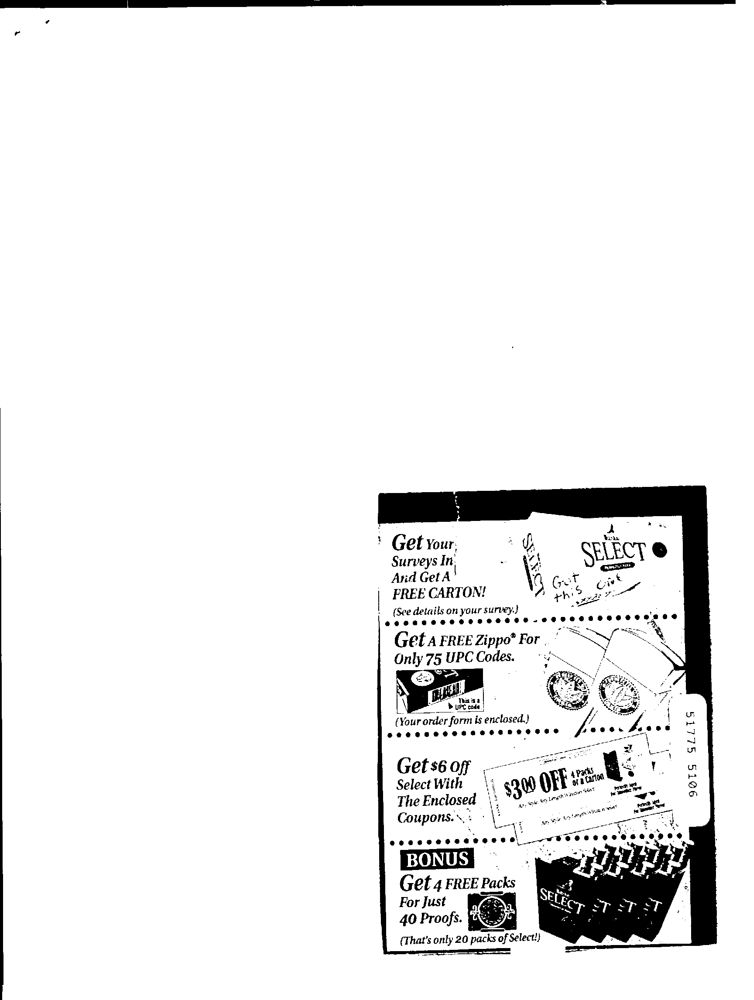 Get Your
Surveys In
And Get A
FREE CARTON!
(See details on your survey.)
SELECT
SELECT
Got
this
Get A FREE Zippo® For
Only 75 UPC Codes.
This is a
UPC code
(Your order form is enclosed.)
Get $6 Off
Select With
The Enclosed
Coupons.
$3.00 OFF 4 Packs
or a Carton
51775 5106
BONUS
Get 4 FREE Packs
For Just
40 Proofs.
(That's only 20 packs of Select!)
SELECT